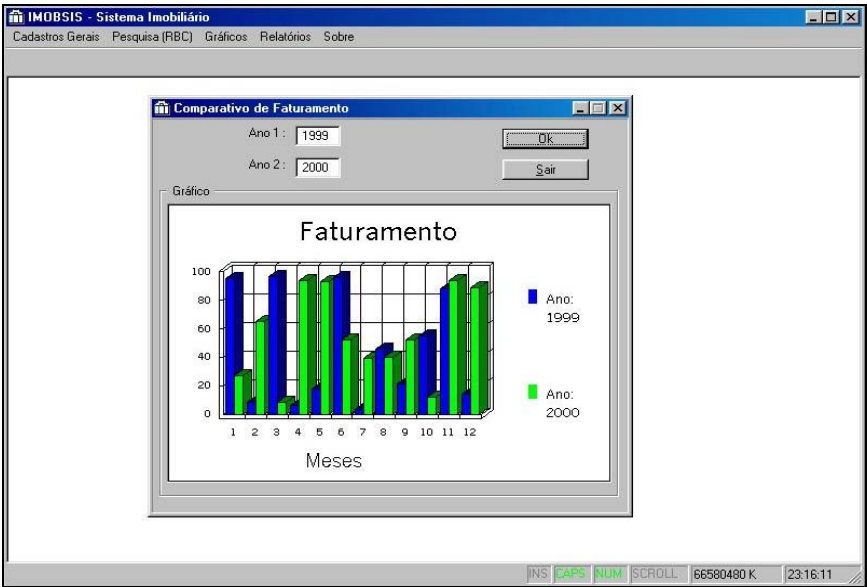 IMOBSIS - Sistema Imobiliário
Cadastros Gerais Pesquisa (RBC) Gráficos Relatórios Sobre
Comparativo de Faturamento
Ano 1 : 1999
Ok
Ano 2 : 2000
Sair
Gráfico
Faturamento
100
80
60
40
20
0
1 2 3 4 5 6 7 8 9 10 11 12
Meses
Ano:
1999
Ano:
2000
INS CAPS NUM SCROLL 66580480 K 23:16:11